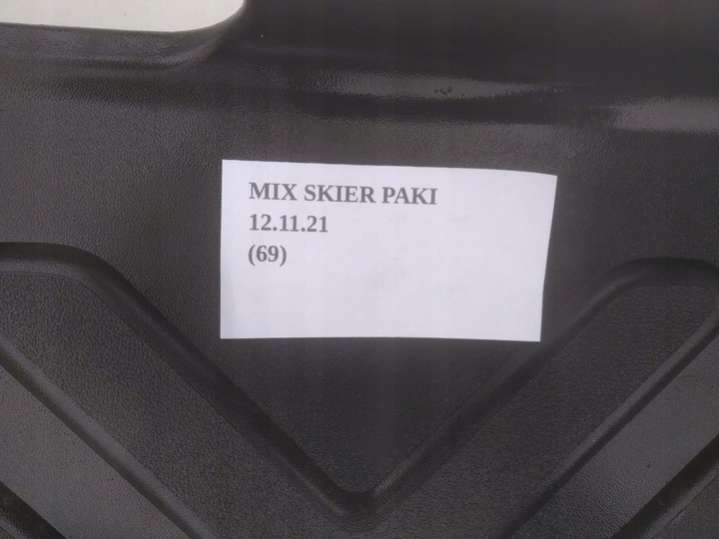 MIX SKIER PAKI
12.11.21
(69)